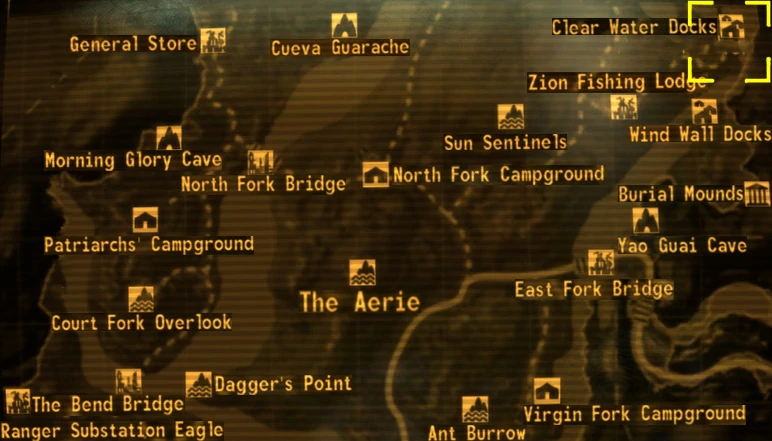 Clear Water Docks
General Store
Cueva Guarache
Zion Fishing Lodge
Wind Wall Docks
Sun Sentinels
Morning Glory Cave
North Fork Bridge
North Fork Campground
Burial Mounds
Patriarchs' Campground
Yao Guai Cave
East Fork Bridge
The Aerie
Court Fork Overlook
Dagger's Point
The Bend Bridge
Virgin Fork Campground
Ranger Substation Eagle
Ant Burrow